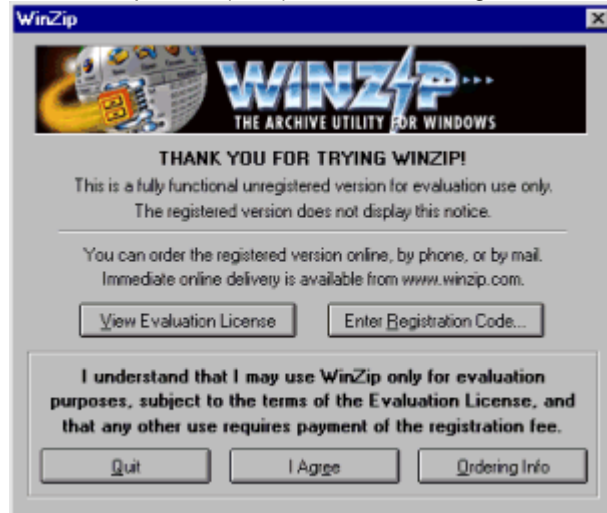 WinZip
WINZIP
THE ARCHIVE UTILITY FOR WINDOWS
THANK YOU FOR TRYING WINZIP!
This is a fully functional unregistered version for evaluation use only.
The registered version does not display this notice.
You can order the registered version online, by phone, or by mail.
Immediate online delivery is available from www.winzip.com.
View Evaluation License
Enter Registration Code...
I understand that I may use WinZip only for evaluation
purposes, subject to the terms of the Evaluation License, and
that any other use requires payment of the registration fee.
Quit
I Agree
Ordering Info